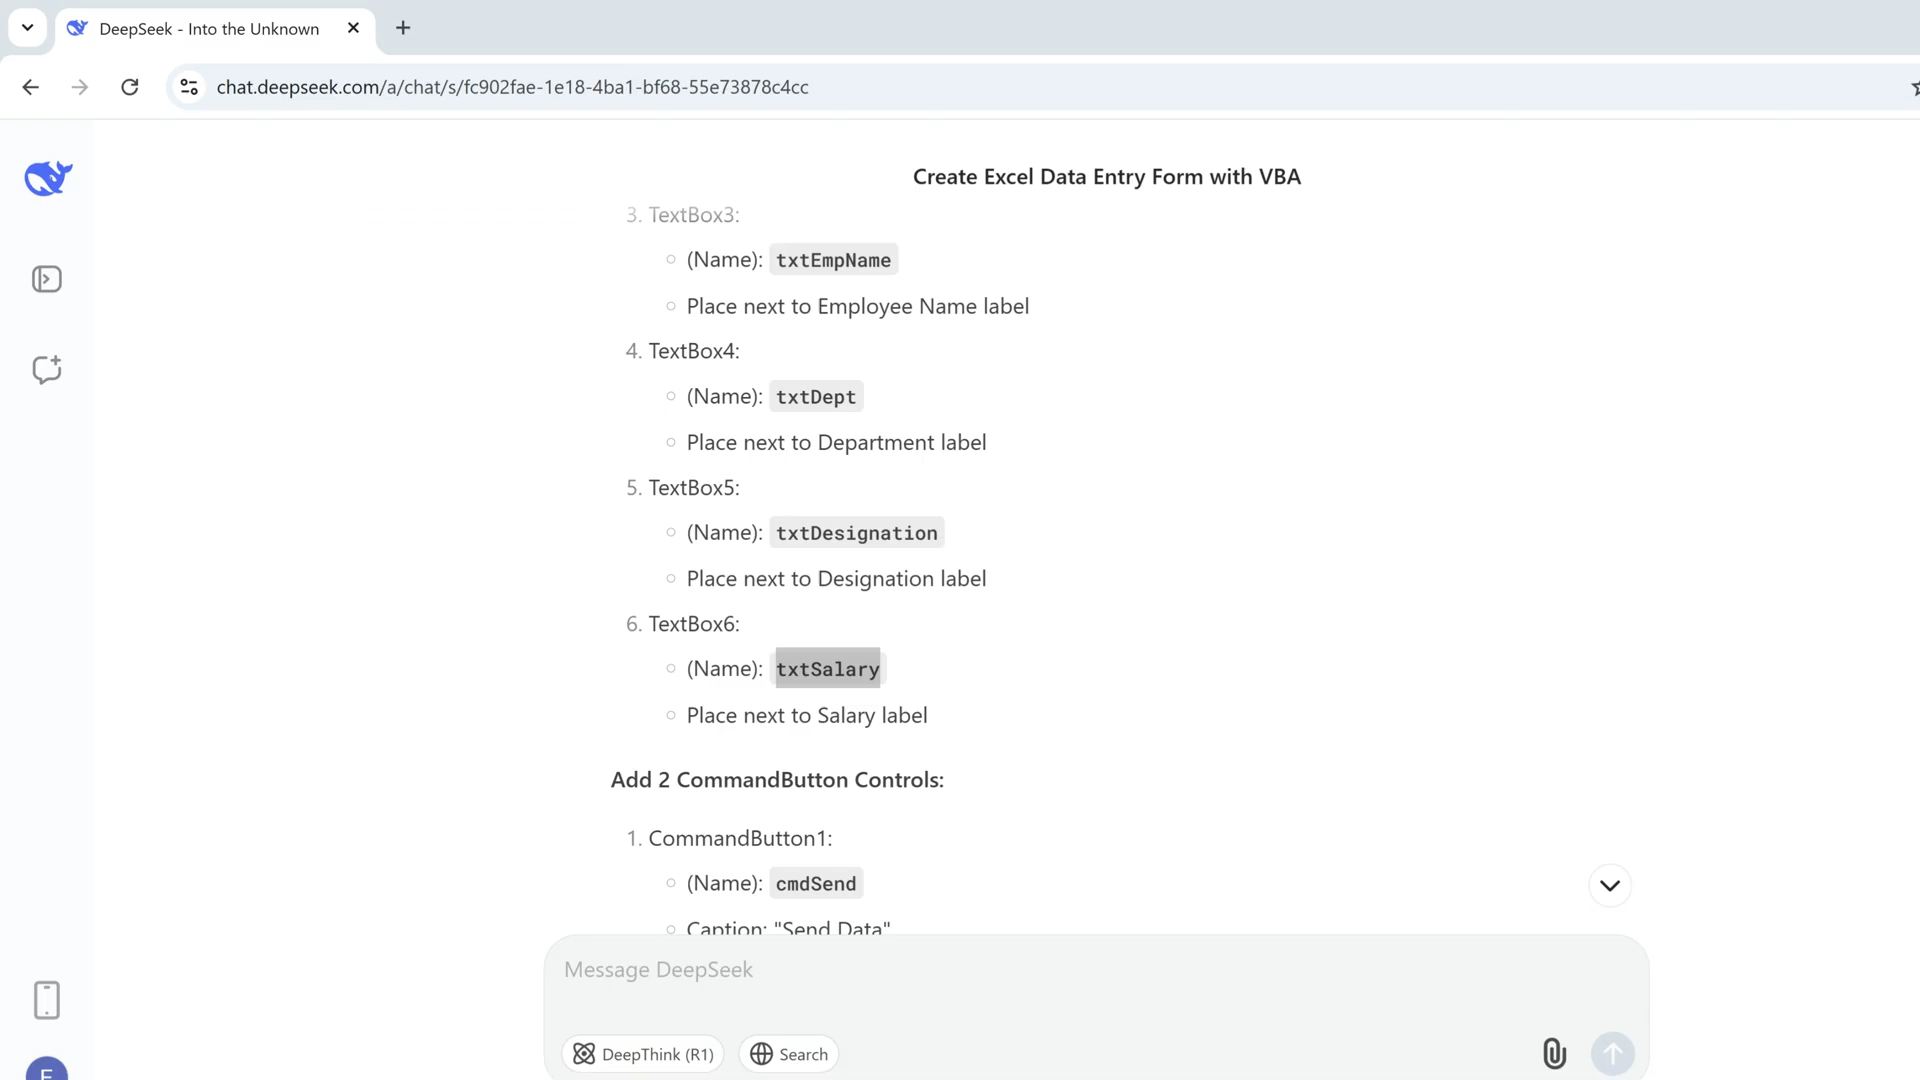 DeepSeek - Into the Unknown
chat.deepseek.com/a/chat/s/fc902fae-1e18-4ba1-bf68-55e73878c4cc
Create Excel Data Entry Form with VBA
3. TextBox3:
(Name): txtEmpName
Place next to Employee Name label
4. TextBox4:
(Name): txtDept
Place next to Department label
5. TextBox5:
(Name): txtDesignation
Place next to Designation label
6. TextBox6:
(Name): txtSalary
Place next to Salary label
Add 2 CommandButton Controls:
1. CommandButton1:
(Name): cmdSend
Caption: "Send Data"
Message DeepSeek
DeepThink (R1)
Search